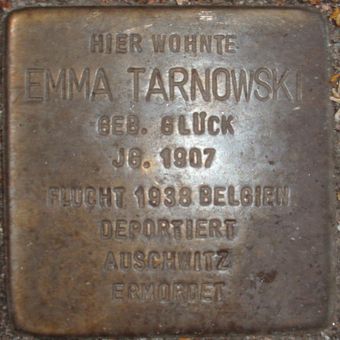 HIER WOHNTE
EMMA TARNOWSKI
GEB. GLÜCK
JG. 1907
FLUCHT 1938 BELGIEN
DEPORTIERT
AUSCHWITZ
ERMORDET